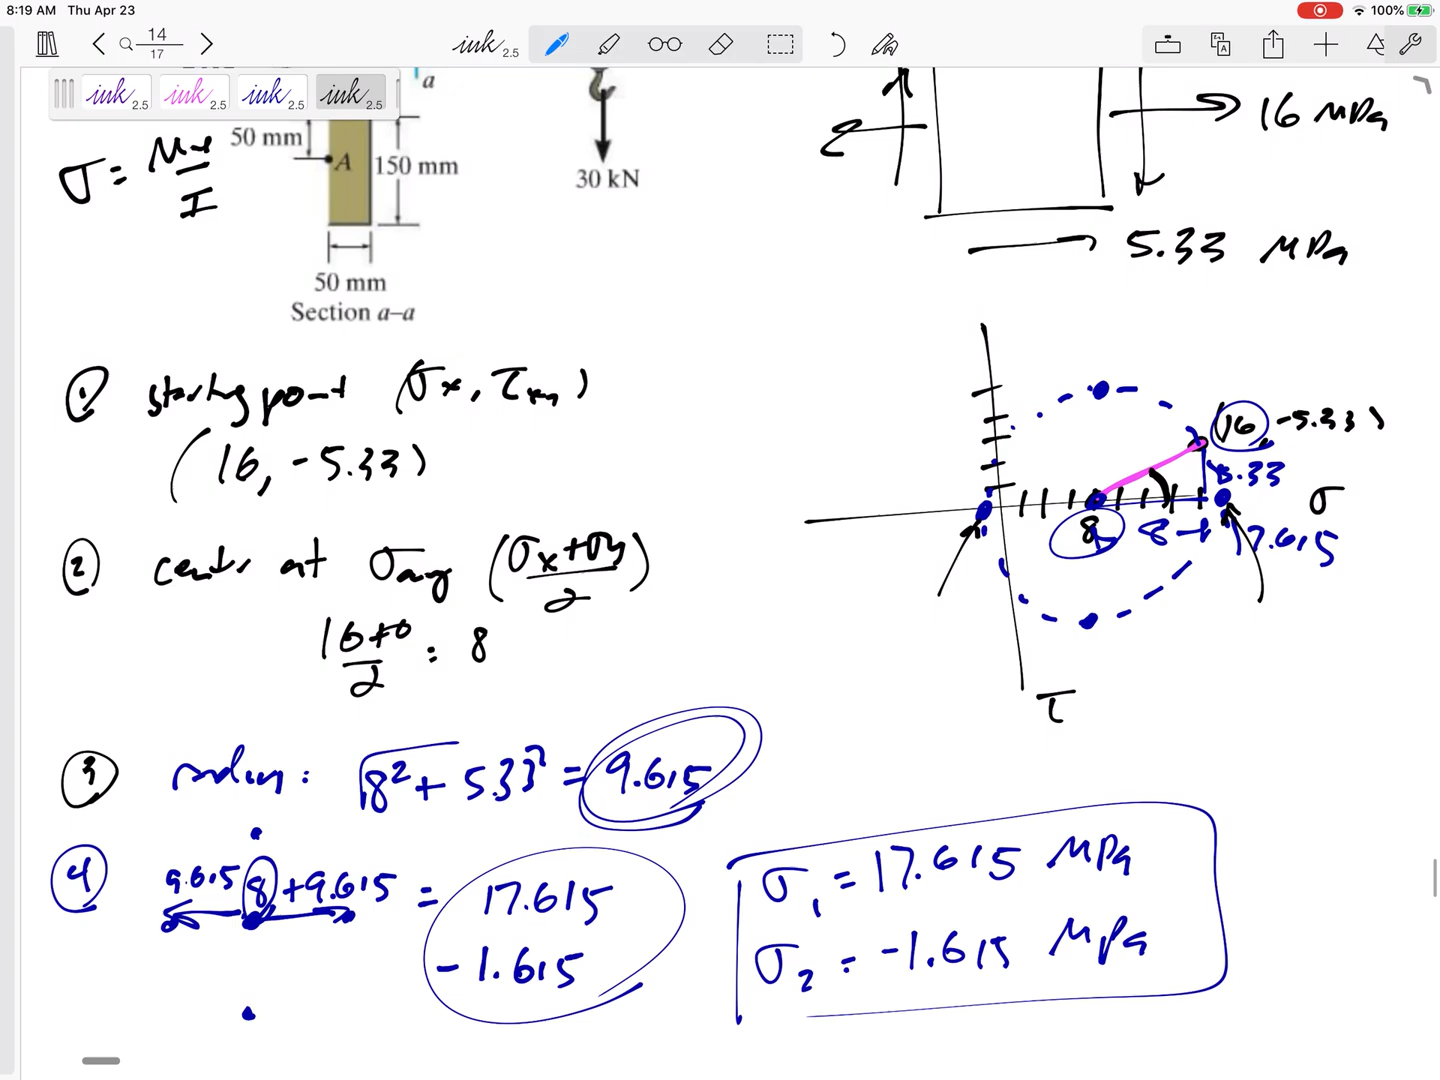 8:19 AM Thu Apr 23
100%
14
17
ink 2.5
ink 2.5 ink 2.5 ink 2.5 ink 2.5
a
50 mm
A
150 mm
30 kN
50 mm
Section a–a
σ = My/I
16 MPa
5.33 MPa
① starting point (σx, τxy)
(16, -5.33)
② center at σavg (σx+σy/2)
16+0/2 = 8
(16, -5.33)
5.33
σ
8
8
17.615
τ
③ radius: √8² + 5.33² = 9.615
④ 9.615 8 + 9.615 = 17.615
-1.615
σ₁ = 17.615 MPa
σ₂ = -1.615 MPa